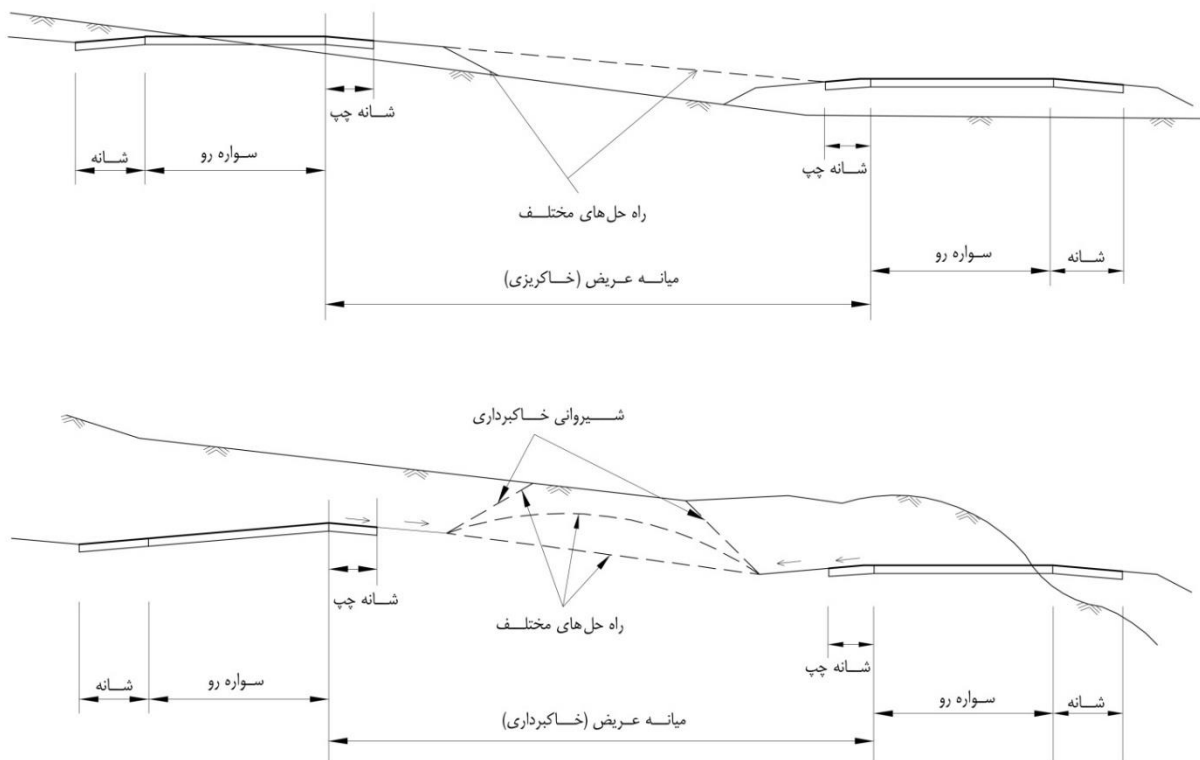 شانه چپ
سواره رو
شانه
شانه چپ
راه حل‌های مختلف
سواره رو
شانه
میانه عریض (خاکریزی)
شیروانی خاکبرداری
شانه چپ
راه حل‌های مختلف
شانه چپ
سواره رو
شانه
سواره رو
شانه
میانه عریض (خاکبرداری)